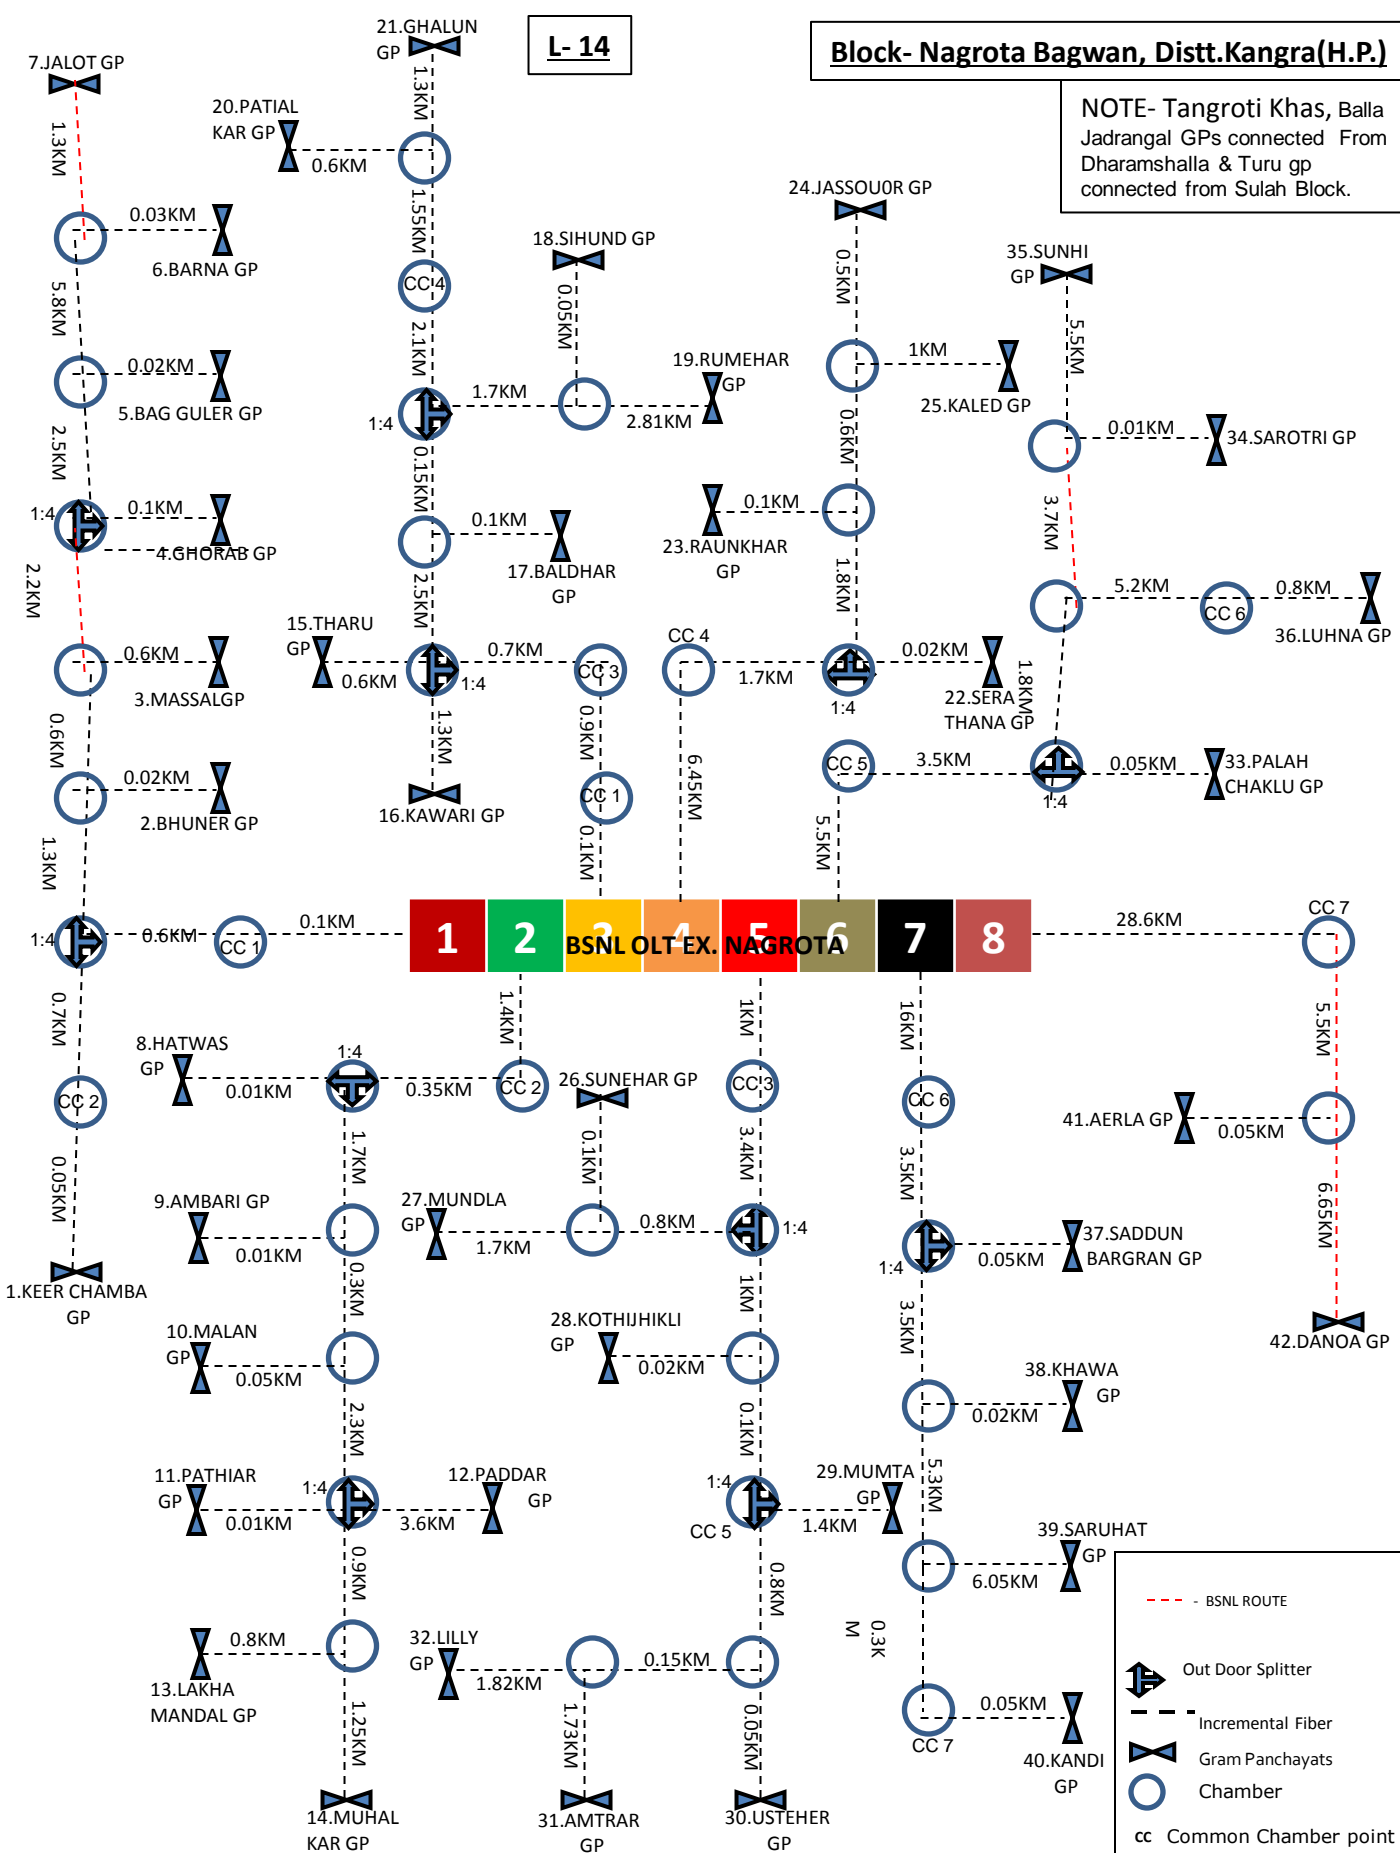 L- 14
Block- Nagrota Bagwan, Distt.Kangra(H.P.)
NOTE- Tangroti Khas, Balla
Jadrangal GPs connected From
Dharamshalla & Turu gp
connected from Sulah Block.
7.JALOT GP
1.3KM
0.03KM
6.BARNA GP
5.8KM
0.02KM
5.BAG GULER GP
2.5KM
1:4
0.1KM
4.GHORAB GP
2.2KM
0.6KM
3.MASSALGP
0.6KM
0.02KM
2.BHUNER GP
1.3KM
1:4
0.6KM
CC 1
0.1KM
0.7KM
CC 2
0.05KM
1.KEER CHAMBA
GP
21.GHALUN
GP
1.3KM
20.PATIAL
KAR GP
0.6KM
1.55KM
CC 4
2.1KM
1:4
1.7KM
18.SIHUND GP
0.05KM
19.RUMEHAR
GP
2.81KM
0.15KM
0.1KM
17.BALDHAR
GP
2.5KM
15.THARU
GP
0.6KM
1:4
0.7KM
CC 3
0.9KM
CC 1
0.1KM
1.3KM
16.KAWARI GP
24.JASSOU0R GP
0.5KM
1KM
25.KALED GP
0.6KM
0.1KM
23.RAUNKHAR
GP
1.8KM
CC 4
1.7KM
1:4
0.02KM
22.SERA
THANA GP
6.45KM
35.SUNHI
GP
5.5KM
0.01KM
34.SAROTRI GP
3.7KM
5.2KM
CC 6
0.8KM
36.LUHNA GP
1.8KM
CC 5
3.5KM
1:4
0.05KM
33.PALAH
CHAKLU GP
5.5KM
1 2 3 4 5 6 7 8
BSNL OLT EX. NAGROTA
28.6KM
CC 7
5.5KM
41.AERLA GP
0.05KM
6.65KM
42.DANOA GP
1.4KM
8.HATWAS
GP
0.01KM
1:4
0.35KM
CC 2
1.7KM
9.AMBARI GP
0.01KM
0.3KM
10.MALAN
GP
0.05KM
2.3KM
11.PATHIAR
GP
0.01KM
1:4
12.PADDAR
GP
3.6KM
0.9KM
0.8KM
13.LAKHA
MANDAL GP
1.25KM
14.MUHAL
KAR GP
1KM
CC 3
3.4KM
26.SUNEHAR GP
0.1KM
27.MUNDLA
GP
1.7KM
0.8KM
1:4
1KM
28.KOTHIJHIKLI
GP
0.02KM
0.1KM
1:4
CC 5
29.MUMTA
GP
1.4KM
0.8KM
32.LILLY
GP
1.82KM
0.15KM
1.73KM
0.05KM
31.AMTRAR
GP
30.USTEHER
GP
16KM
CC 6
3.5KM
1:4
0.05KM
37.SADDUN
BARGRAN GP
3.5KM
38.KHAWA
GP
0.02KM
5.3KM
39.SARUHAT
GP
6.05KM
0.3K
M
0.05KM
CC 7
40.KANDI
GP
- BSNL ROUTE
Out Door Splitter
Incremental Fiber
Gram Panchayats
Chamber
cc Common Chamber point